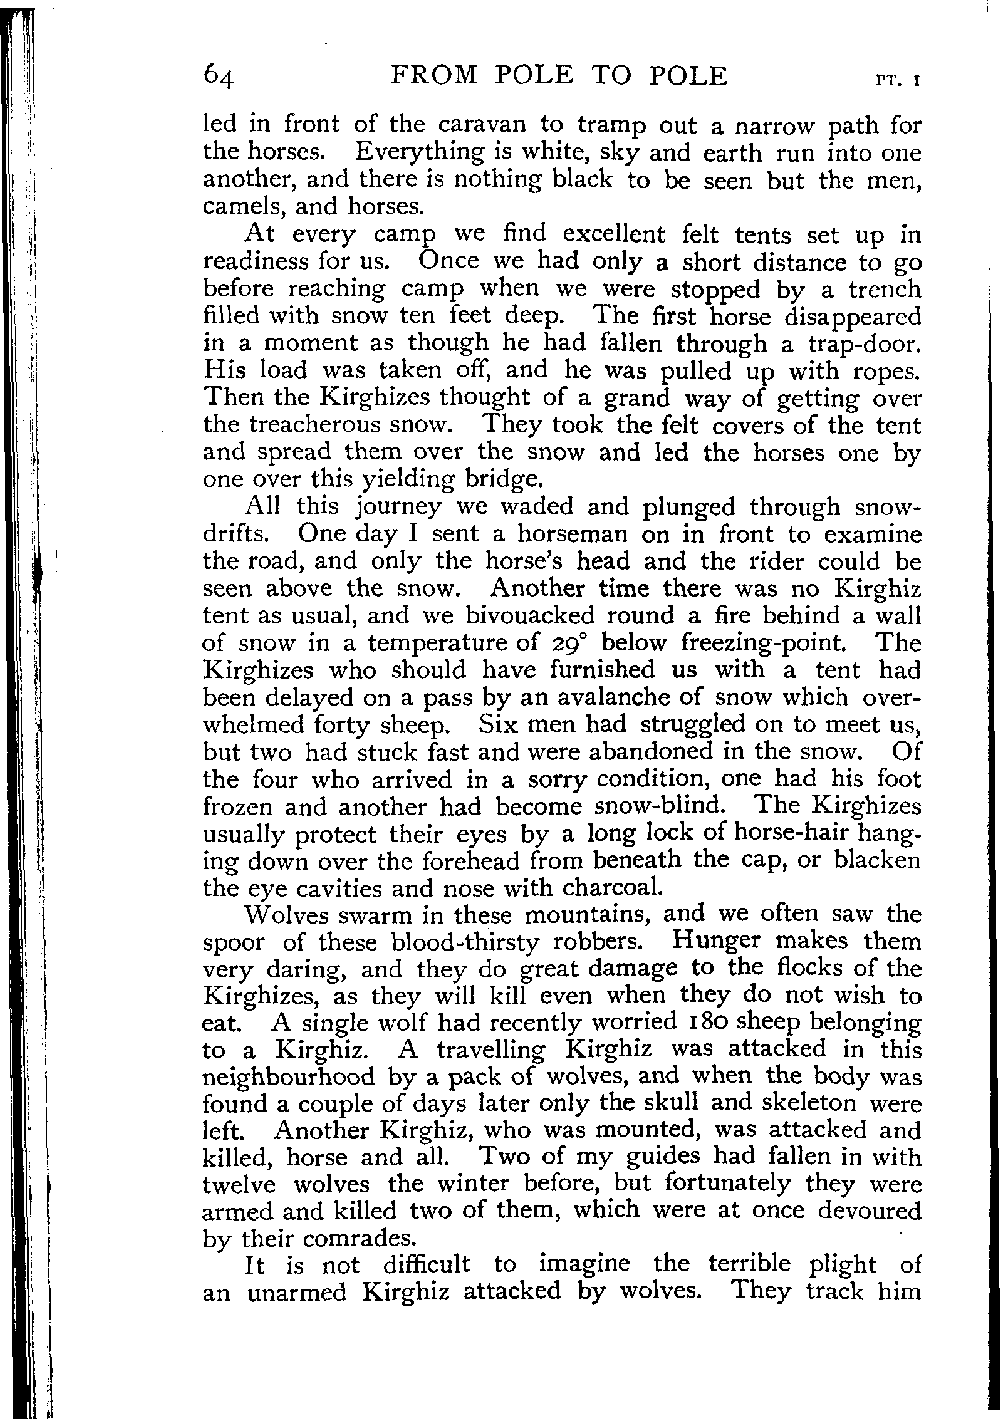 64 FROM POLE TO POLE PT. I
led in front of the caravan to tramp out a narrow path for
the horses. Everything is white, sky and earth run into one
another, and there is nothing black to be seen but the men,
camels, and horses.
At every camp we find excellent felt tents set up in
readiness for us. Once we had only a short distance to go
before reaching camp when we were stopped by a trench
filled with snow ten feet deep. The first horse disappeared
in a moment as though he had fallen through a trap-door.
His load was taken off, and he was pulled up with ropes.
Then the Kirghizes thought of a grand way of getting over
the treacherous snow. They took the felt covers of the tent
and spread them over the snow and led the horses one by
one over this yielding bridge.
All this journey we waded and plunged through snow-
drifts. One day I sent a horseman on in front to examine
the road, and only the horse's head and the rider could be
seen above the snow. Another time there was no Kirghiz
tent as usual, and we bivouacked round a fire behind a wall
of snow in a temperature of 29° below freezing-point. The
Kirghizes who should have furnished us with a tent had
been delayed on a pass by an avalanche of snow which over-
whelmed forty sheep. Six men had struggled on to meet us,
but two had stuck fast and were abandoned in the snow. Of
the four who arrived in a sorry condition, one had his foot
frozen and another had become snow-blind. The Kirghizes
usually protect their eyes by a long lock of horse-hair hang-
ing down over the forehead from beneath the cap, or blacken
the eye cavities and nose with charcoal.
Wolves swarm in these mountains, and we often saw the
spoor of these blood-thirsty robbers. Hunger makes them
very daring, and they do great damage to the flocks of the
Kirghizes, as they will kill even when they do not wish to
eat. A single wolf had recently worried 180 sheep belonging
to a Kirghiz. A travelling Kirghiz was attacked in this
neighbourhood by a pack of wolves, and when the body was
found a couple of days later only the skull and skeleton were
left. Another Kirghiz, who was mounted, was attacked and
killed, horse and all. Two of my guides had fallen in with
twelve wolves the winter before, but fortunately they were
armed and killed two of them, which were at once devoured
by their comrades.
It is not difficult to imagine the terrible plight of
an unarmed Kirghiz attacked by wolves. They track him